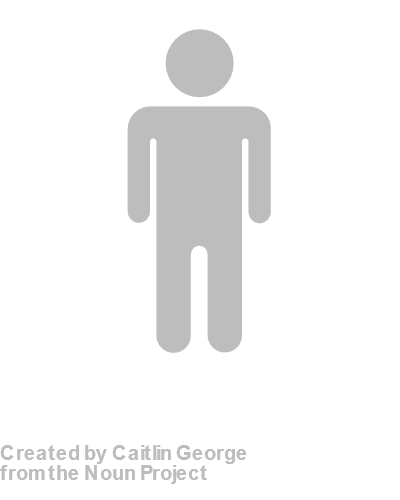 Created by Caitlin George
from the Noun Project